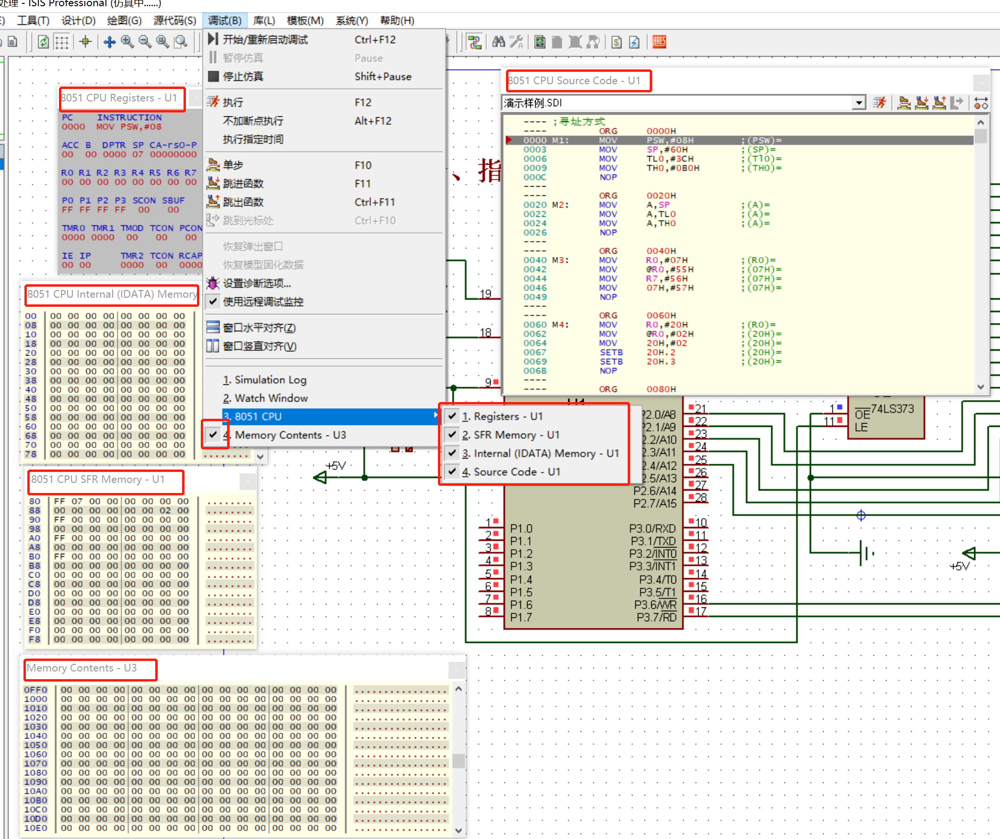 处理 - ISIS Professional (仿真中......)
工具(T) 设计(D) 绘图(G) 源代码(S) 调试(B) 库(L) 模板(M) 系统(Y) 帮助(H)
开始/重新启动调试 Ctrl+F12
暂停仿真 Pause
停止仿真 Shift+Pause
执行 F12
不加断点执行 Alt+F12
执行指定时间
单步 F10
跳进函数 F11
跳出函数 Ctrl+F11
跳到光标处 Ctrl+F10
恢复弹出窗口
恢复模型固化数据
设置诊断选项...
使用远程调试监控
窗口水平对齐(Z)
窗口竖直对齐(V)
1. Simulation Log
2. Watch Window
3. 8051 CPU
4. Memory Contents - U3
1. Registers - U1
2. SFR Memory - U1
3. Internal (IDATA) Memory - U1
4. Source Code - U1
ARES
8051 CPU Registers - U1
PC INSTRUCTION
0000 MOV PSW,#08
ACC B DPTR SP CA-rs0-P
00 00 0000 07 00000000
R0 R1 R2 R3 R4 R5 R6 R7
00 00 00 00 00 00 00 00
P0 P1 P2 P3 SCON SBUF
FF FF FF FF 00 00
TMR0 TMR1 TMOD TCON PCON
0000 0000 00 00 00
IE IP TMR2 TCON RCAP
00 00 0000 00 0000
8051 CPU Internal (IDATA) Memory
00 00 00 00 00 00 00 00 00
08 00 00 00 00 00 00 00 00
10 00 00 00 00 00 00 00 00
18 00 00 00 00 00 00 00 00
20 00 00 00 00 00 00 00 00
28 00 00 00 00 00 00 00 00
30 00 00 00 00 00 00 00 00
38 00 00 00 00 00 00 00 00
40 00 00 00 00 00 00 00 00
48 00 00 00 00 00 00 00 00
50 00 00 00 00 00 00 00 00
58 00 00 00 00 00 00 00 00
60 00 00 00 00 00 00 00 00
68 00 00 00 00 00 00 00 00
70 00 00 00 00 00 00 00 00
78 00 00 00 00 00 00 00 00 ........
8051 CPU SFR Memory - U1
80 FF 07 00 00 00 00 00 00 ........
88 00 00 00 00 00 00 02 00 ........
90 FF 00 00 00 00 00 00 00 ........
98 00 00 00 00 00 00 00 00 ........
A0 FF 00 00 00 00 00 00 00 ........
A8 00 00 00 00 00 00 00 00 ........
B0 FF 00 00 00 00 00 00 00 ........
B8 00 00 00 00 00 00 00 00 ........
C0 00 00 00 00 00 00 00 00 ........
C8 00 00 00 00 00 00 00 00 ........
D0 00 00 00 00 00 00 00 00 ........
D8 00 00 00 00 00 00 00 00 ........
E0 00 00 00 00 00 00 00 00 ........
E8 00 00 00 00 00 00 00 00 ........
F0 00 00 00 00 00 00 00 00 ........
F8 00 00 00 00 00 00 00 00 ........
Memory Contents - U3
0FF0 00 00 00 00 00 00 00 00 00 00 00 00 00 00 00 00 ................
1000 00 00 00 00 00 00 00 00 00 00 00 00 00 00 00 00 ................
1010 00 00 00 00 00 00 00 00 00 00 00 00 00 00 00 00 ................
1020 00 00 00 00 00 00 00 00 00 00 00 00 00 00 00 00 ................
1030 00 00 00 00 00 00 00 00 00 00 00 00 00 00 00 00 ................
1040 00 00 00 00 00 00 00 00 00 00 00 00 00 00 00 00 ................
1050 00 00 00 00 00 00 00 00 00 00 00 00 00 00 00 00 ................
1060 00 00 00 00 00 00 00 00 00 00 00 00 00 00 00 00 ................
1070 00 00 00 00 00 00 00 00 00 00 00 00 00 00 00 00 ................
1080 00 00 00 00 00 00 00 00 00 00 00 00 00 00 00 00 ................
1090 00 00 00 00 00 00 00 00 00 00 00 00 00 00 00 00 ................
10A0 00 00 00 00 00 00 00 00 00 00 00 00 00 00 00 00 ................
10B0 00 00 00 00 00 00 00 00 00 00 00 00 00 00 00 00 ................
10C0 00 00 00 00 00 00 00 00 00 00 00 00 00 00 00 00 ................
10D0 00 00 00 00 00 00 00 00 00 00 00 00 00 00 00 00 ................
10E0 00 00 00 00 00 00 00 00 00 00 00 00 00 00 00 00 ................
8051 CPU Source Code - U1
演示样例.SDI
---- ;寻址方式
---- ORG 0000H
0000 M1: MOV PSW,#08H ;(PSW)=
0003 MOV SP,#60H ;(SP)=
0006 MOV TL0,#3CH ;(Tl0)=
0009 MOV TH0,#0B0H ;(TH0)=
000C NOP
----
---- ORG 0020H
0020 M2: MOV A,SP ;(A)=
0022 MOV A,TL0 ;(A)=
0024 MOV A,TH0 ;(A)=
0026 NOP
----
---- ORG 0040H
0040 M3: MOV R0,#07H ;(R0)=
0042 MOV @R0,#55H ;(07H)=
0044 MOV R7,#56H ;(07H)=
0046 MOV 07H,#57H ;(07H)=
0049 NOP
----
---- ORG 0060H
0060 M4: MOV R0,#20H ;(R0)=
0062 MOV @R0,#02H ;(20H)=
0064 MOV 20H,#02 ;(20H)=
0067 SETB 20H.2 ;(20H)=
0069 SETB 20H.3 ;(20H)=
006B NOP
----
---- ORG 0080H
、指
19
18
9
+5V
U1
P2.0/A8 21
P2.1/A9 22
2.2/A10 23
2.3/A11 24
2.4/A12 25
2.5/A13 26
P2.6/A14 27
P2.7/A15 28
1 P1.0 P3.0/RXD 10
2 P1.1 P3.1/TXD 11
3 P1.2 P3.2/INT0 12
4 P1.3 P3.3/INT1 13
5 P1.4 P3.4/T0 14
6 P1.5 P3.5/T1 15
7 P1.6 P3.6/WR 16
8 P1.7 P3.7/RD 17
1 OE 74LS373
11 LE
+5V